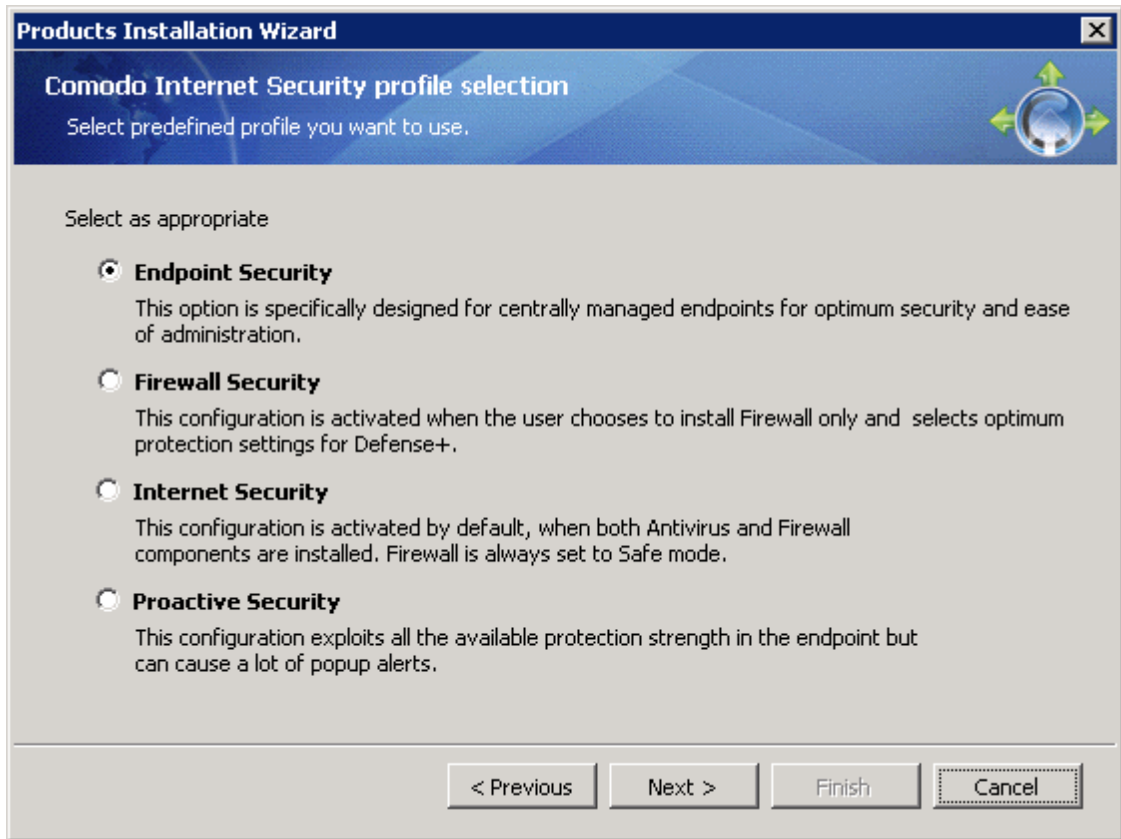 Products Installation Wizard
Comodo Internet Security profile selection
Select predefined profile you want to use.
Select as appropriate
Endpoint Security
This option is specifically designed for centrally managed endpoints for optimum security and ease
of administration.
Firewall Security
This configuration is activated when the user chooses to install Firewall only and  selects optimum
protection settings for Defense+.
Internet Security
This configuration is activated by default, when both Antivirus and Firewall
components are installed. Firewall is always set to Safe mode.
Proactive Security
This configuration exploits all the available protection strength in the endpoint but
can cause a lot of popup alerts.
< Previous Next > Finish Cancel